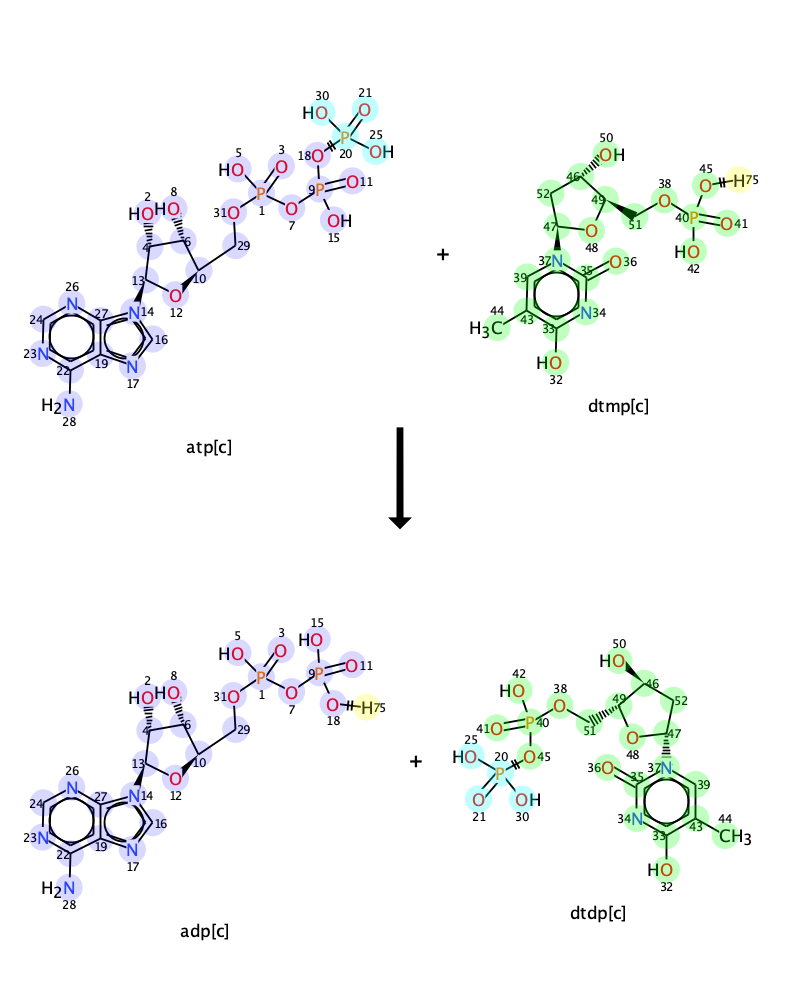 30 21
HO O
P 25
18 O 20 OH
5 3
HO O
2 8
HO HO
P 9 P O 11
31 O 1 O 7 OH 15
4 6 29
13 10
26 O 12
N 27 N 14
24 16
23 N 19 N 17
22
H2N
28
atp[c]
+
50
OH
46
52 49 38 45
O O H 75
47 O 48 51 40 P O 41
37 N HO 42
39 35 O 36
44 N 34
H3C 43 33
HO
32
dtmp[c]
5 3 15
HO O HO
2 8
HO HO
P 9 P O 11
31 O 1 O 7 O 18 H 75
4 6 29
13 10
26 O 12
N 27 N 14
24 16
23 N 19 N 17
22
H2N
28
adp[c]
+
50
HO 46
42 38 49 52
HO O
41 O P 40 51 O 48 47
25 20 O 45
HO P 36 O 35 37 N 39
O OH 34 N 43 44
21 30 33 CH3
HO
32
dtdp[c]